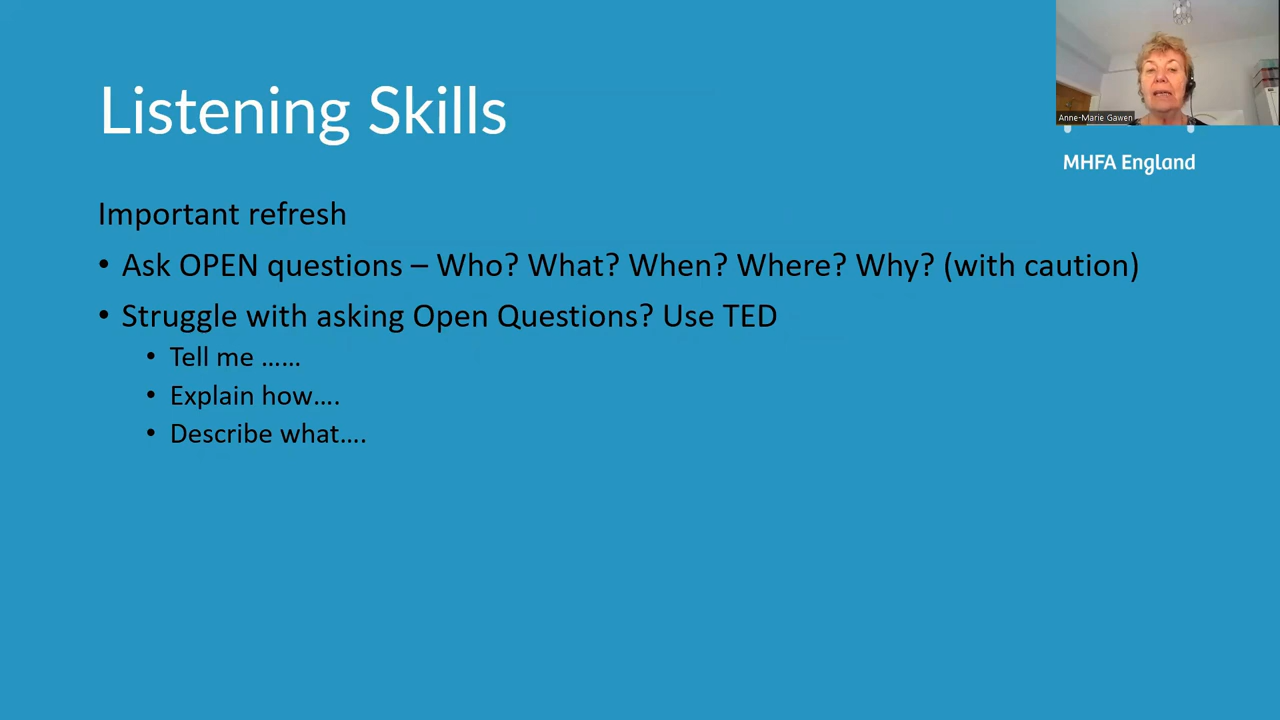 Listening Skills
Anne-Marie Gawen
MHFA England
Important refresh
• Ask OPEN questions – Who? What? When? Where? Why? (with caution)
• Struggle with asking Open Questions? Use TED
• Tell me ……
• Explain how….
• Describe what….